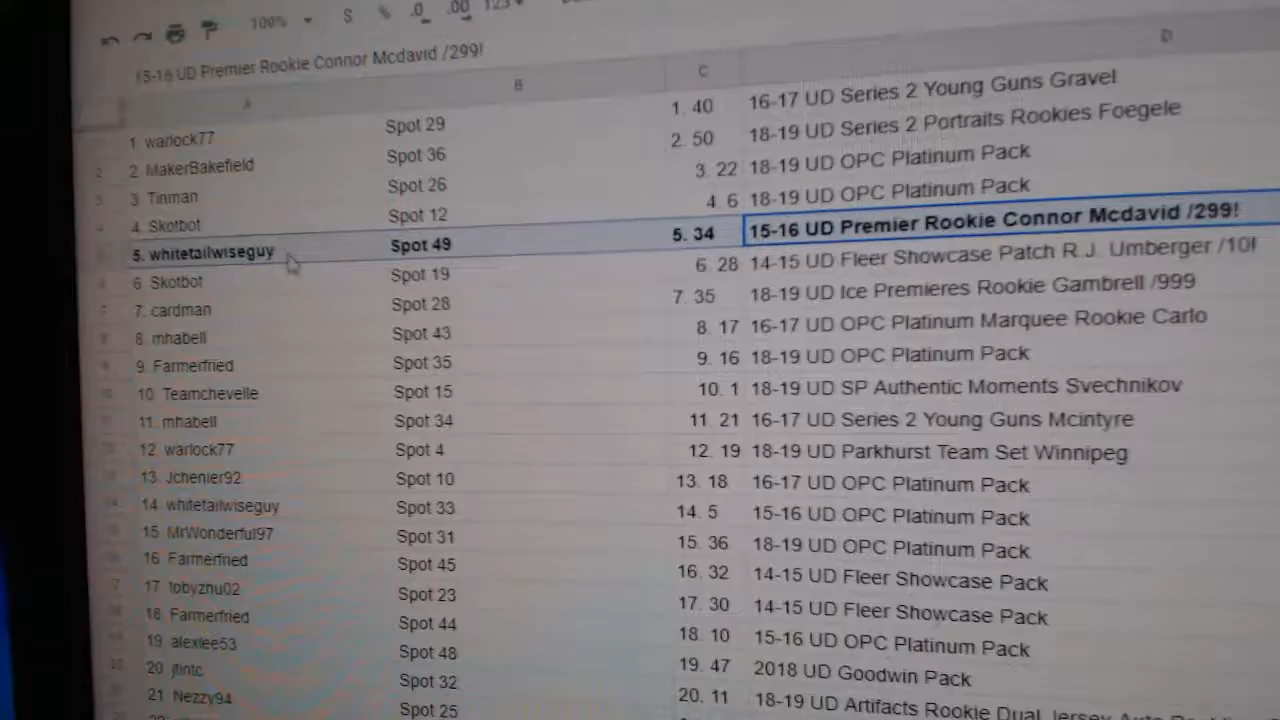 100% $ % .0 .00 123
15-16 UD Premier Rookie Connor Mcdavid /299!
A B C D
1 warlock77 Spot 29 1. 40 16-17 UD Series 2 Young Guns Gravel
2 MakerBakefield Spot 36 2. 50 18-19 UD Series 2 Portraits Rookies Foegele
3 Tinman Spot 26 3. 22 18-19 UD OPC Platinum Pack
4. Skotbot Spot 12 4. 6 18-19 UD OPC Platinum Pack
5. whitetailwiseguy Spot 49 5. 34 15-16 UD Premier Rookie Connor Mcdavid /299!
6 Skotbot Spot 19 6. 28 14-15 UD Fleer Showcase Patch R.J. Umberger /10!
7. cardman Spot 28 7. 35 18-19 UD Ice Premieres Rookie Gambrell /999
8. mhabell Spot 43 8. 17 16-17 UD OPC Platinum Marquee Rookie Carlo
9. Farmerfried Spot 35 9. 16 18-19 UD OPC Platinum Pack
10 Teamchevelle Spot 15 10. 1 18-19 UD SP Authentic Moments Svechnikov
11. mhabell Spot 34 11. 21 16-17 UD Series 2 Young Guns Mcintyre
12 warlock77 Spot 4 12. 19 18-19 UD Parkhurst Team Set Winnipeg
13. Jchenier92 Spot 10 13. 18 16-17 UD OPC Platinum Pack
14 whitetailwiseguy Spot 33 14. 5 15-16 UD OPC Platinum Pack
15 MrWonderful97 Spot 31 15. 36 18-19 UD OPC Platinum Pack
16 Farmerfried Spot 45 16. 32 14-15 UD Fleer Showcase Pack
17 tobyzhu02 Spot 23 17. 30 14-15 UD Fleer Showcase Pack
18 Farmerfried Spot 44 18. 10 15-16 UD OPC Platinum Pack
19 alexlee53 Spot 48 19. 47 2018 UD Goodwin Pack
20 jtintc Spot 32 20. 11 18-19 UD Artifacts Rookie Dual Jersey Auto
21 Nezzy94 Spot 25